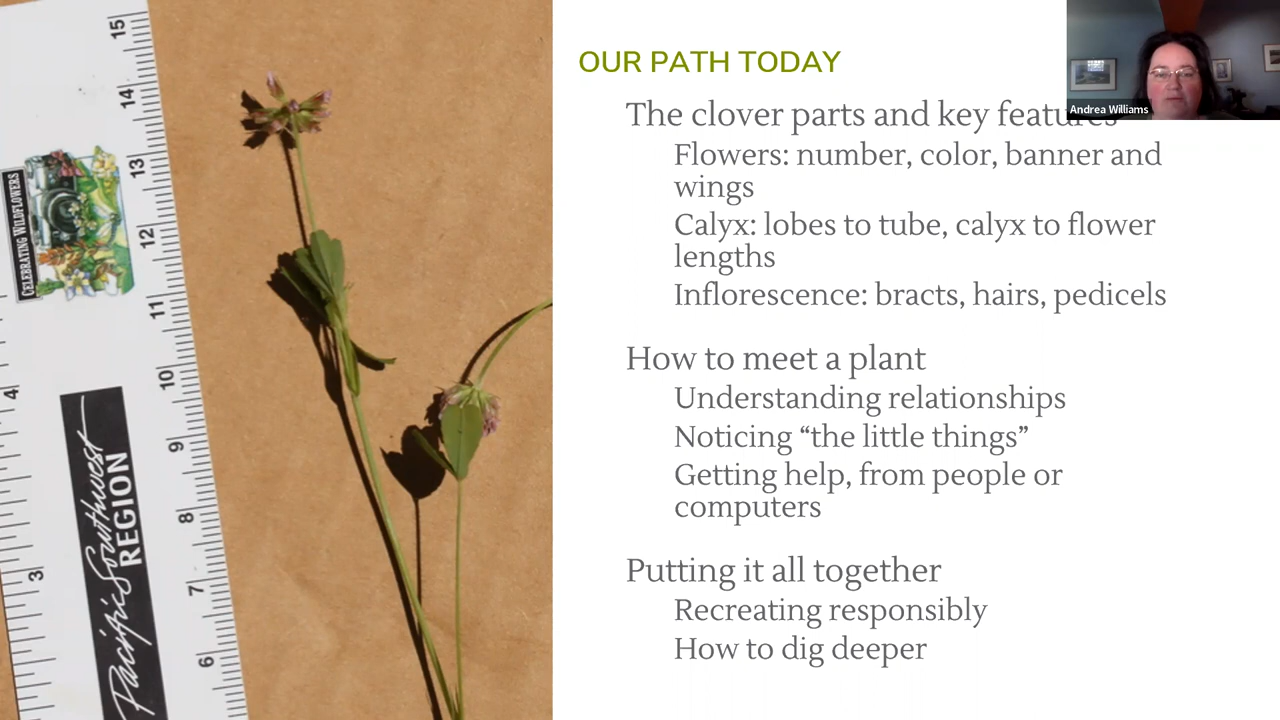 OUR PATH TODAY
The clover parts and key features
Flowers: number, color, banner and
wings
Calyx: lobes to tube, calyx to flower
lengths
Inflorescence: bracts, hairs, pedicels
How to meet a plant
Understanding relationships
Noticing “the little things”
Getting help, from people or
computers
Putting it all together
Recreating responsibly
How to dig deeper
Andrea Williams
CELEBRATING WILDFLOWERS
Pacific Southwest
REGION
15
14
13
12
11
10
9
8
7
6
4
3